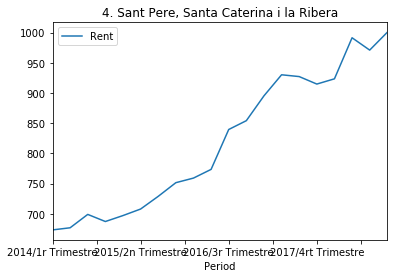 4. Sant Pere, Santa Caterina i la Ribera
Rent
1000
950
900
850
800
750
700
2014/1r Trimestre 2015/2n Trimestre 2016/3r Trimestre 2017/4rt Trimestre
Period